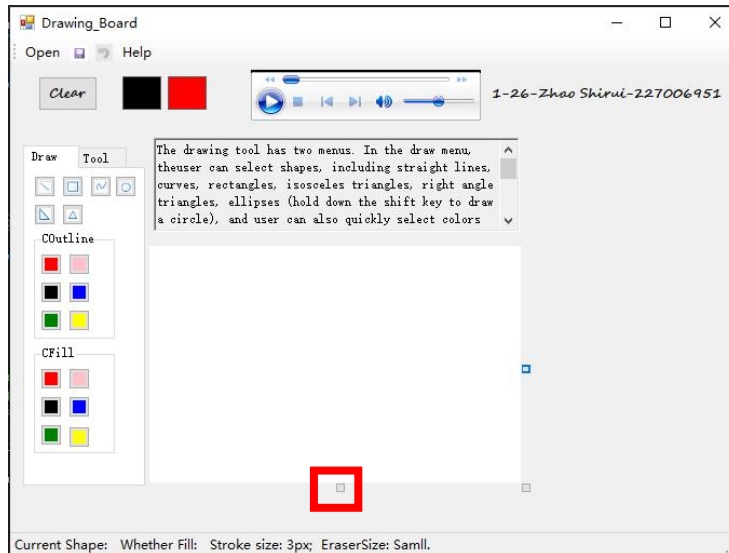 Drawing_Board
Open Help
Clear
1-26-Zhao Shirui-227006951
Draw Tool
The drawing tool has two menus. In the draw menu,
theuser can select shapes, including straight lines,
curves, rectangles, isosceles triangles, right angle
triangles, ellipses (hold down the shift key to draw
a circle), and user can also quickly select colors
COutline
CFill
Current Shape: Whether Fill: Stroke size: 3px; EraserSize: Samll.